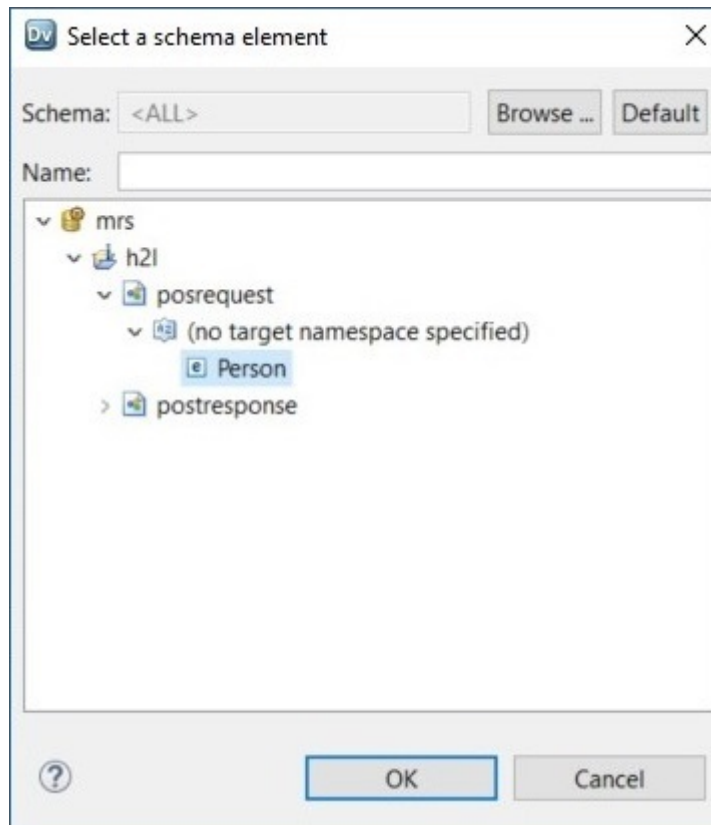 Dv Select a schema element
Schema: <ALL> Browse ... Default
Name:
mrs
h2l
posrequest
(no target namespace specified)
e Person
postresponse
? OK Cancel